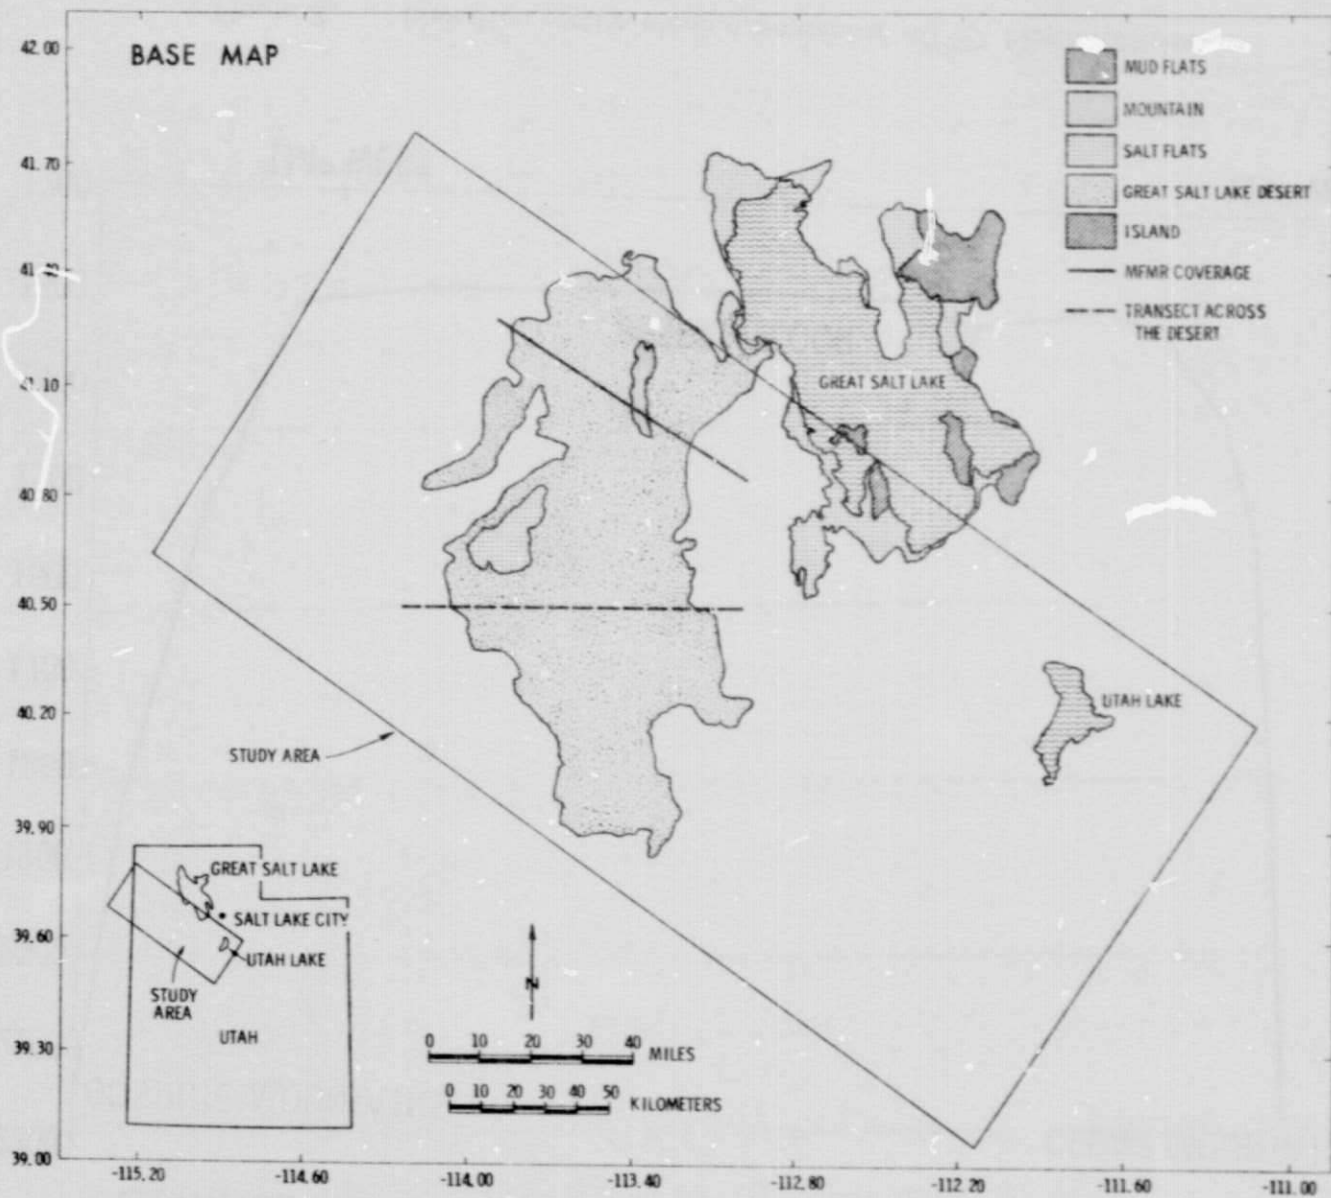 BASE MAP
42.00
41.70
41.10
40.80
40.50
40.20
39.90
39.60
39.30
39.00
-115.20
-114.60
-114.00
-113.40
-112.80
-112.20
-111.60
-111.00
MUD FLATS
MOUNTAIN
SALT FLATS
GREAT SALT LAKE DESERT
ISLAND
MFMR COVERAGE
TRANSECT ACROSS
THE DESERT
GREAT SALT LAKE
UTAH LAKE
STUDY AREA
GREAT SALT LAKE
SALT LAKE CITY
UTAH LAKE
STUDY
AREA
UTAH
N
0 10 20 30 40
MILES
0 10 20 30 40 50
KILOMETERS